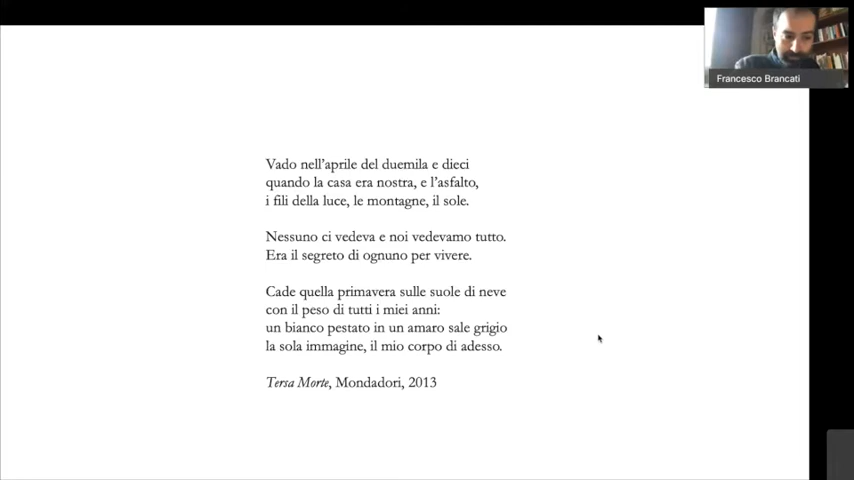 Francesco Brancati
Vado nell'aprile del duemila e dieci
quando la casa era nostra, e l'asfalto,
i fili della luce, le montagne, il sole.
Nessuno ci vedeva e noi vedevamo tutto.
Era il segreto di ognuno per vivere.
Cade quella primavera sulle suole di neve
con il peso di tutti i miei anni:
un bianco pestato in un amaro sale grigio
la sola immagine, il mio corpo di adesso.
Tersa Morte, Mondadori, 2013